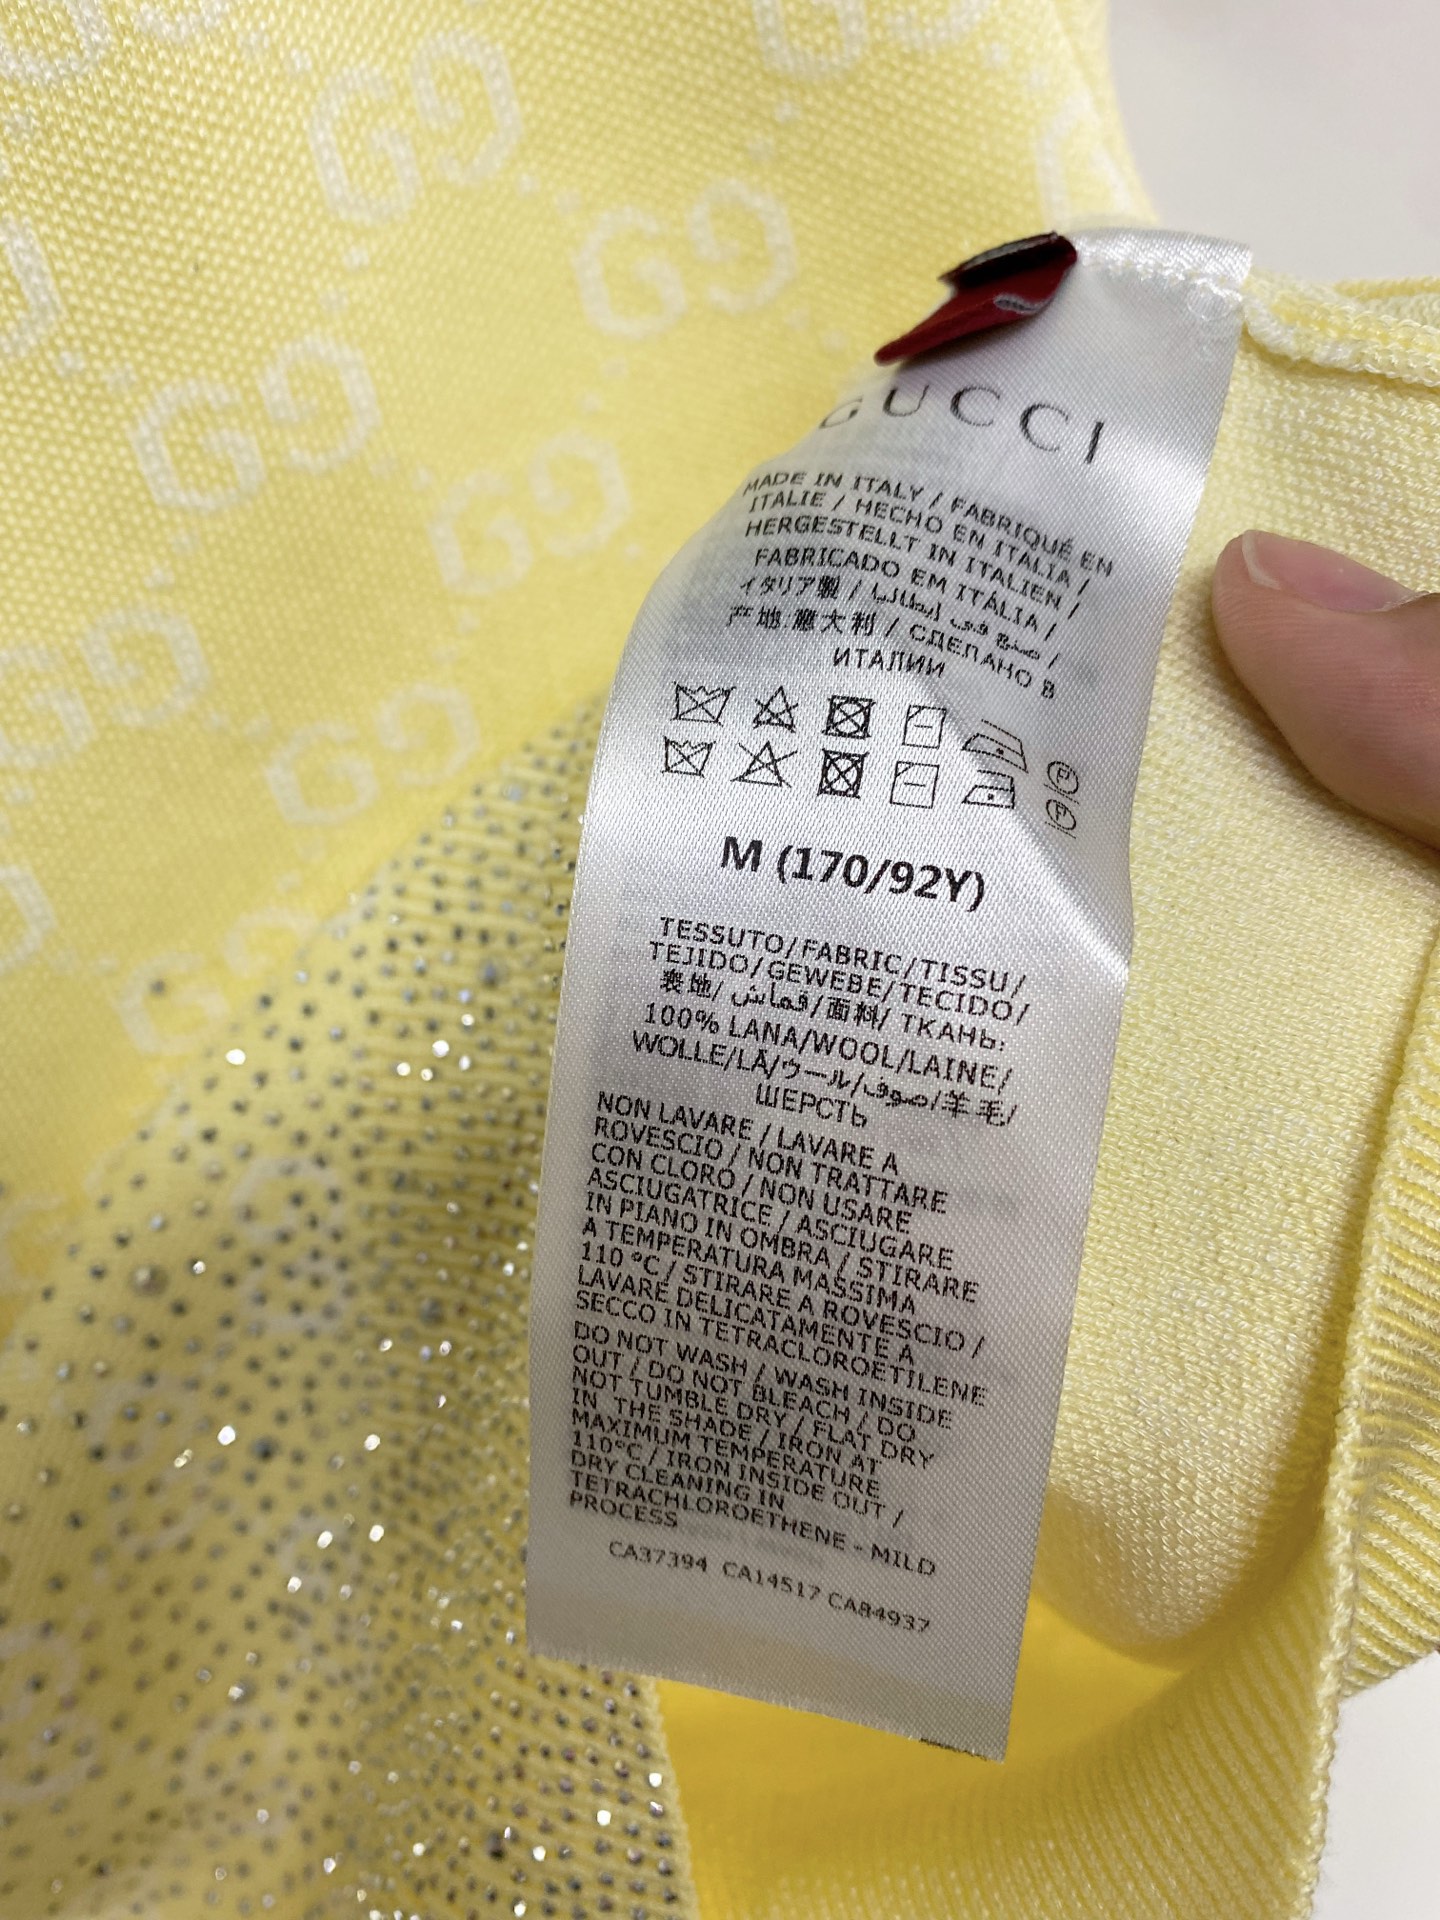 GUCCI
MADE IN ITALY / FABRIQUÉ EN
ITALIE / HECHO EN ITALIA /
HERGESTELLT IN ITALIEN /
FABRICADO EM ITÁLIA /
イタリア製 / صنع في إيطاليا /
产地:意大利 / СДЕЛАНО В
ИТАЛИИ
M (170/92Y)
TESSUTO/FABRIC/TISSU/
TEJIDO/GEWEBE/TECIDO/
表地/قماش/面料/ ТКАНЬ:
100% LANA/WOOL/LAINE/
WOLLE/LÃ/ウール/صوف/羊毛/
ШЕРСТЬ
NON LAVARE / LAVARE A
ROVESCIO / NON TRATTARE
CON CLORO / NON USARE
ASCIUGATRICE / ASCIUGARE
IN PIANO IN OMBRA / STIRARE
A TEMPERATURA MASSIMA
110 °C / STIRARE A ROVESCIO /
LAVARE DELICATAMENTE A
SECCO IN TETRACLOROETILENE
DO NOT WASH / WASH INSIDE
OUT / DO NOT BLEACH / DO
NOT TUMBLE DRY / FLAT DRY
IN THE SHADE / IRON AT
MAXIMUM TEMPERATURE
110°C / IRON INSIDE OUT /
DRY CLEANING IN
TETRACHLOROETHENE - MILD
PROCESS
CA37394 CA14517 CA84937